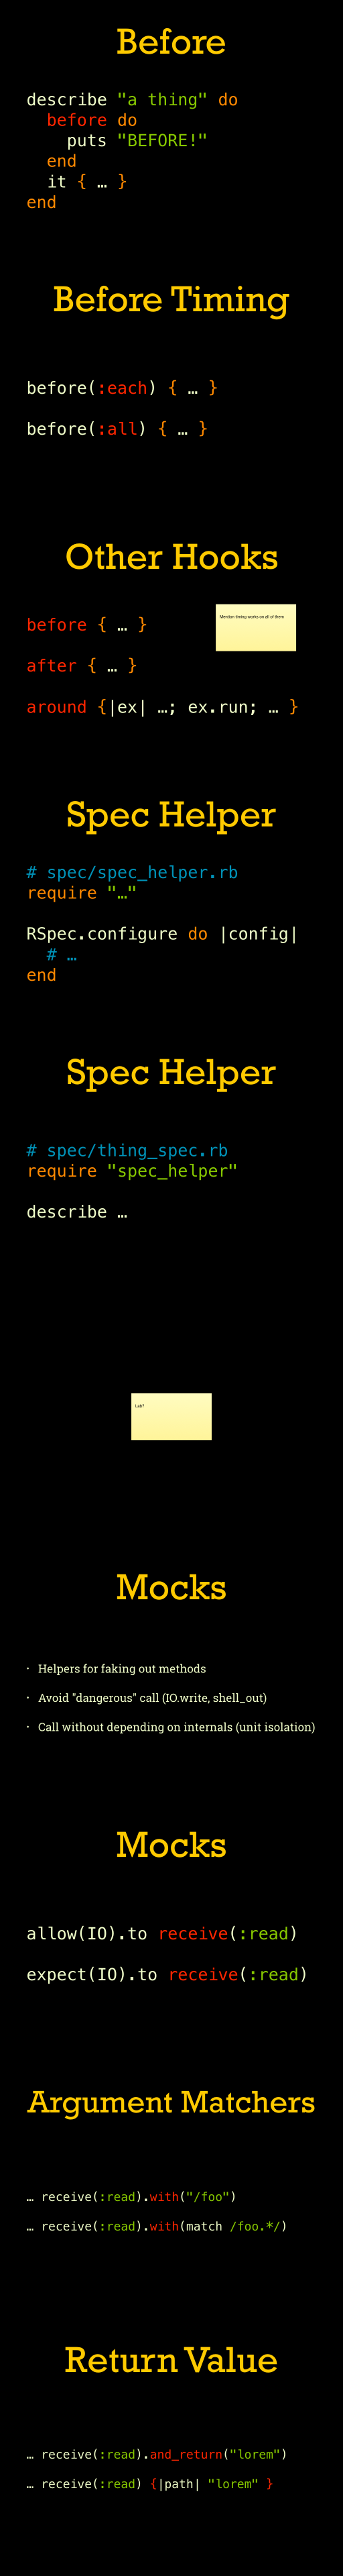 Before
describe "a thing" do
  before do
    puts "BEFORE!"
  end
  it { … }
end
Before Timing
before(:each) { … }
before(:all) { … }
Other Hooks
Mention timing works on all of them
before { … }
after { … }
around {|ex| …; ex.run; … }
Spec Helper
# spec/spec_helper.rb
require "…"
RSpec.configure do |config|
  # …
end
Spec Helper
# spec/thing_spec.rb
require "spec_helper"
describe …
Lab?
Mocks
· Helpers for faking out methods
· Avoid "dangerous" call (IO.write, shell_out)
· Call without depending on internals (unit isolation)
Mocks
allow(IO).to receive(:read)
expect(IO).to receive(:read)
Argument Matchers
… receive(:read).with("/foo")
… receive(:read).with(match /foo.*/)
Return Value
… receive(:read).and_return("lorem")
… receive(:read) {|path| "lorem" }